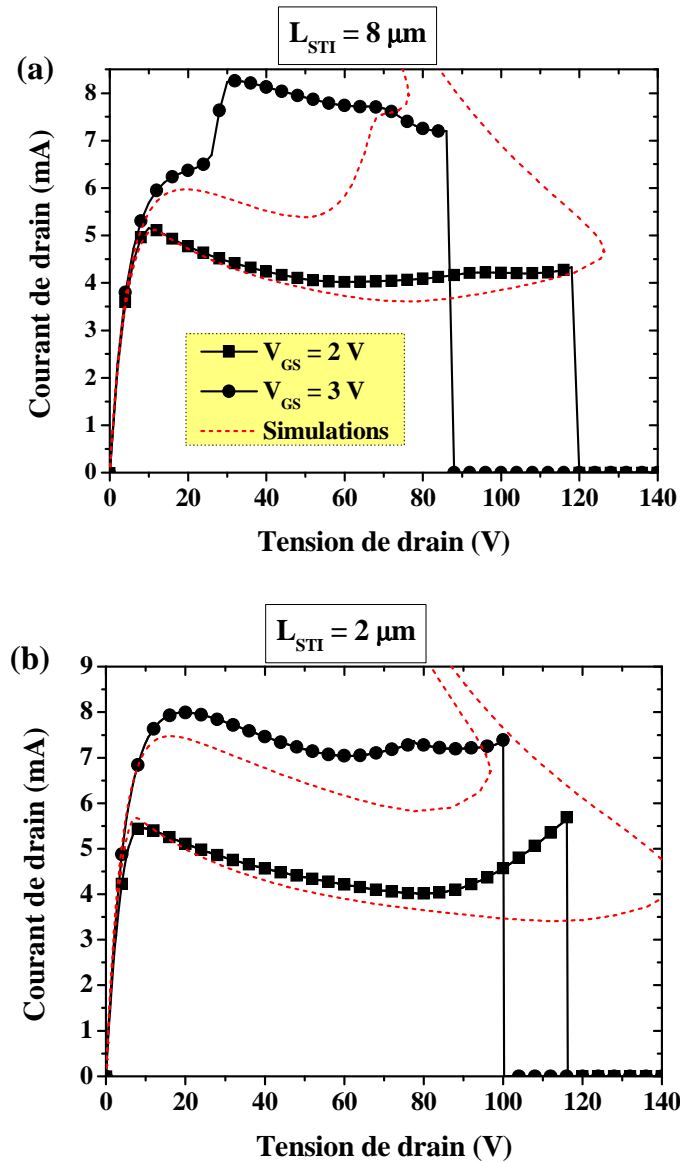 L_STI = 8 µm
(a)
8
7
6
5
4
3
2
1
0
Courant de drain (mA)
V_GS = 2 V
V_GS = 3 V
Simulations
0 20 40 60 80 100 120 140
Tension de drain (V)
L_STI = 2 µm
(b)
9
8
7
6
5
4
3
2
1
0
Courant de drain (mA)
0 20 40 60 80 100 120 140
Tension de drain (V)